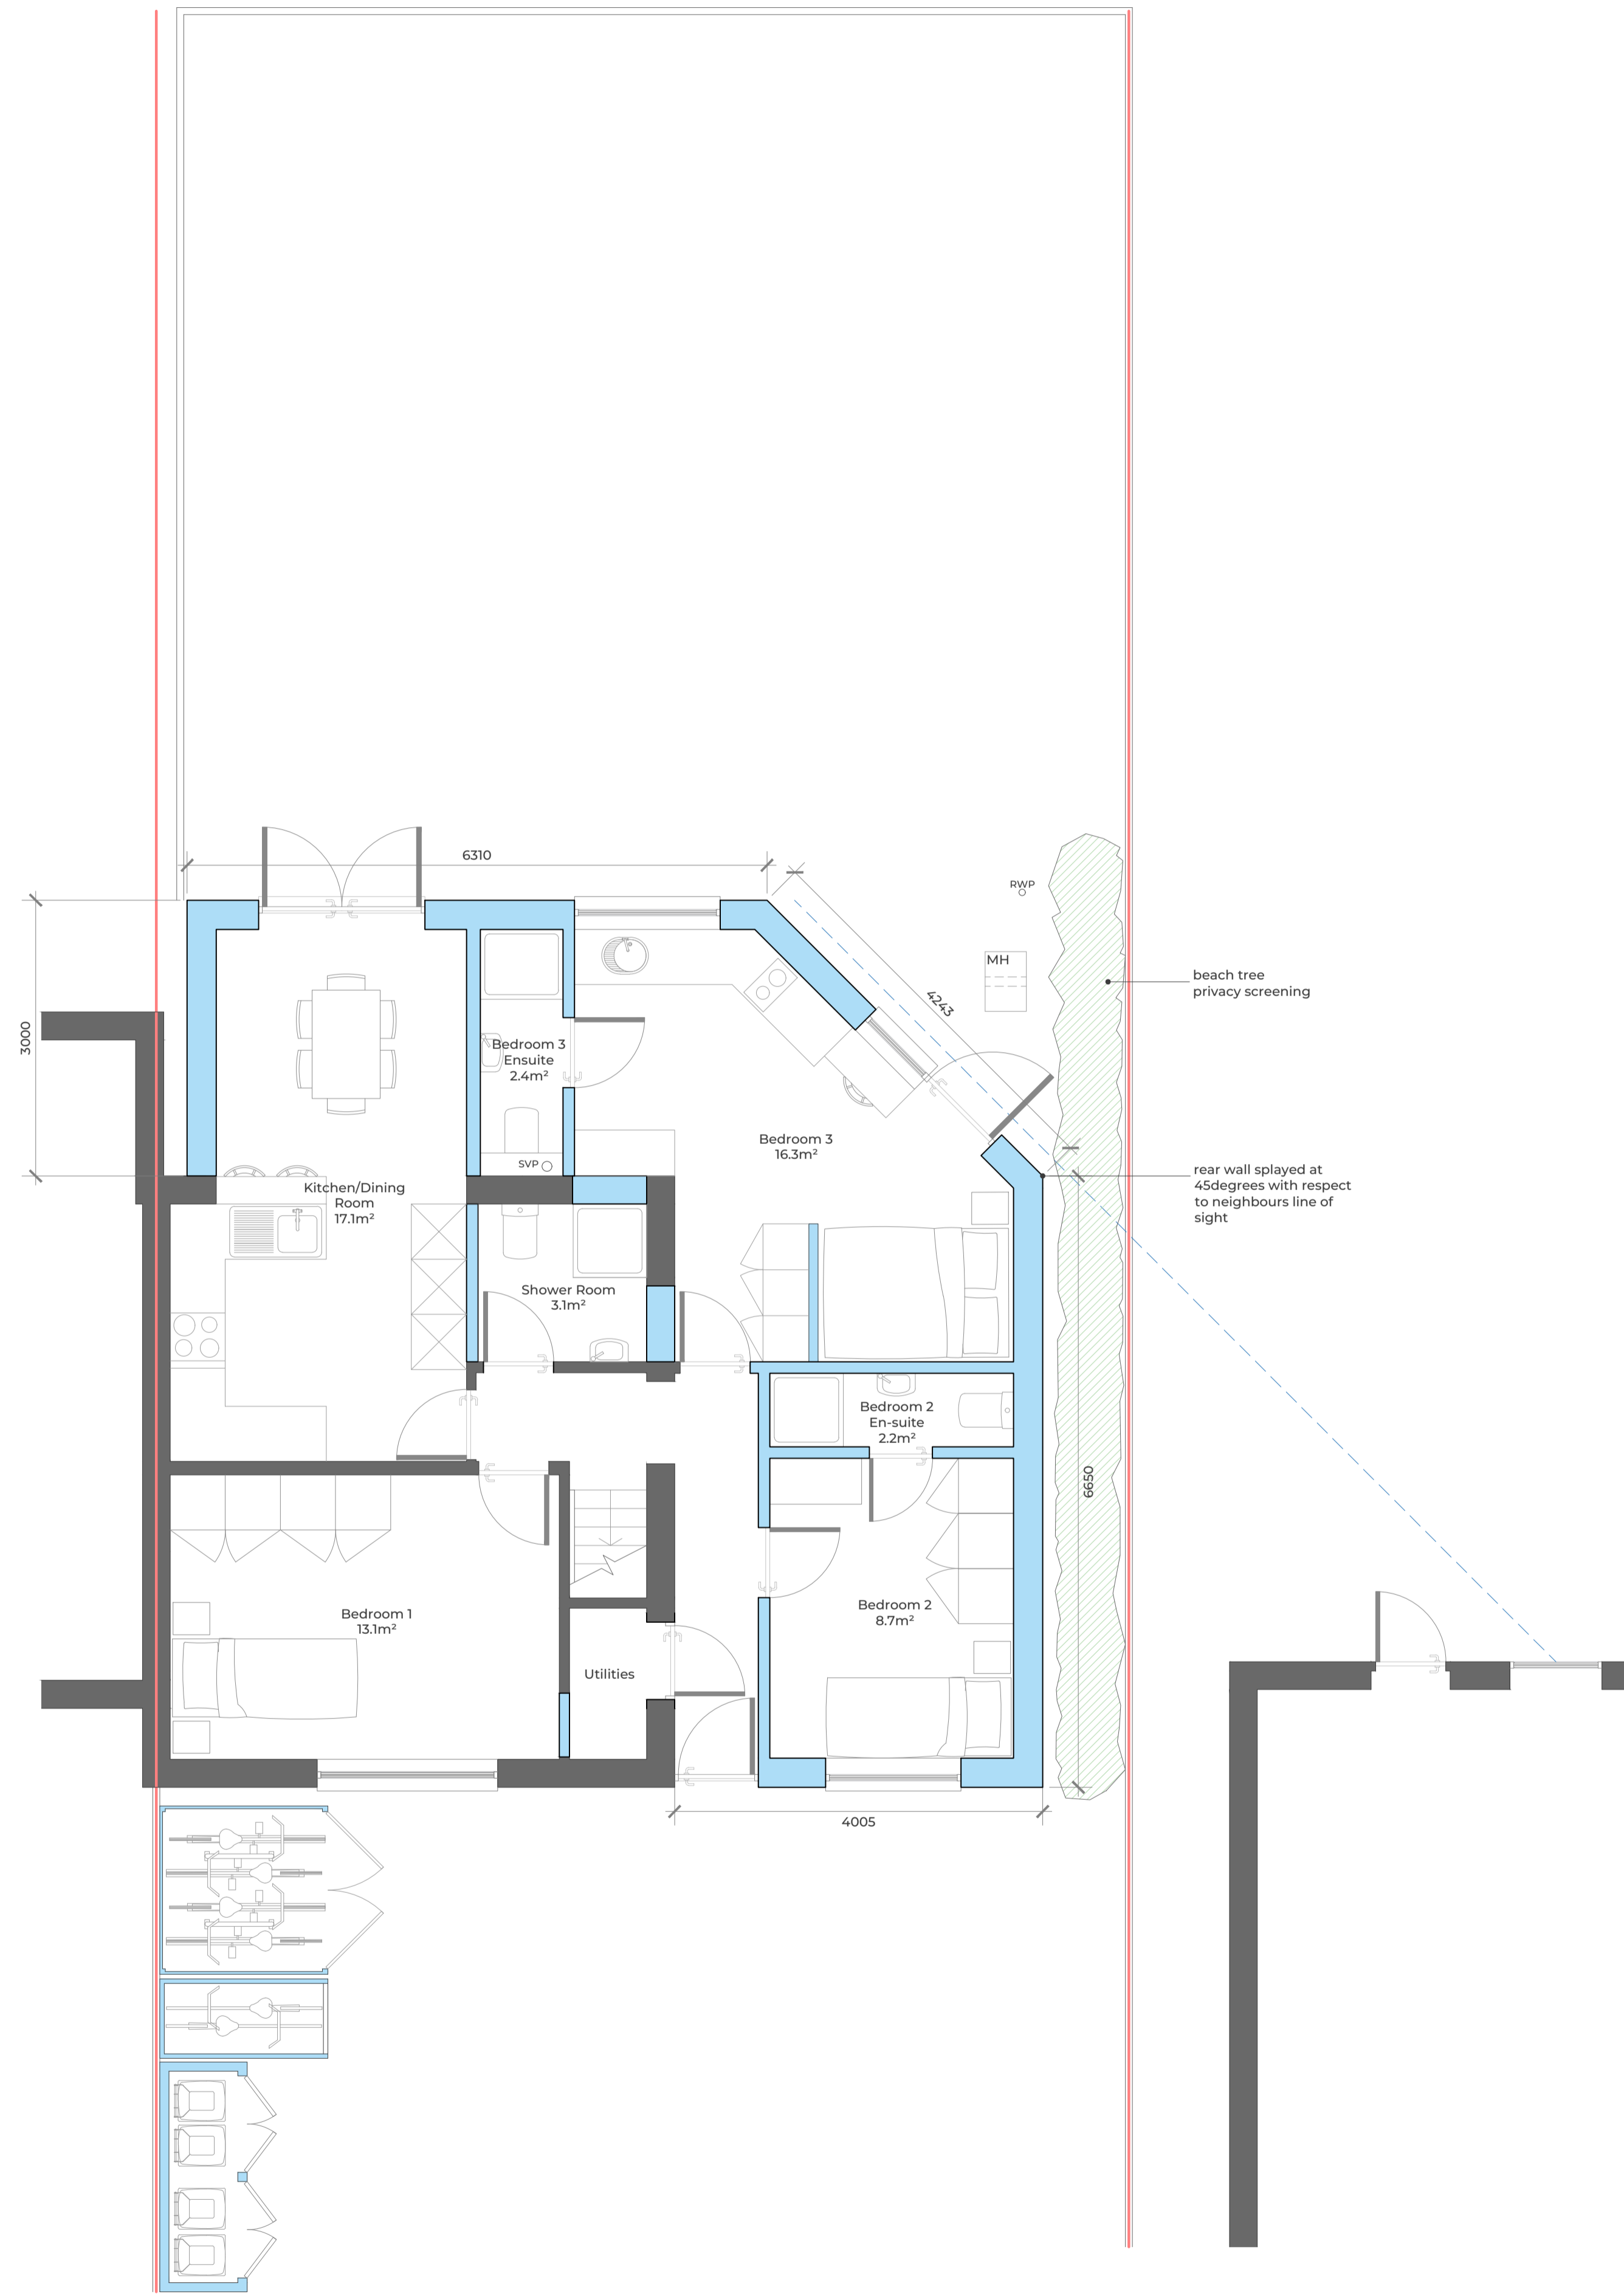 6310
RWP
MH
beach tree
privacy screening
4243
3000
Bedroom 3
Ensuite
2.4m²
Bedroom 3
16.3m²
SVP
rear wall splayed at
45degrees with respect
to neighbours line of
sight
Kitchen/Dining
Room
17.1m²
Shower Room
3.1m²
Bedroom 2
En-suite
2.2m²
6650
Bedroom 1
13.1m²
Bedroom 2
8.7m²
Utilities
4005